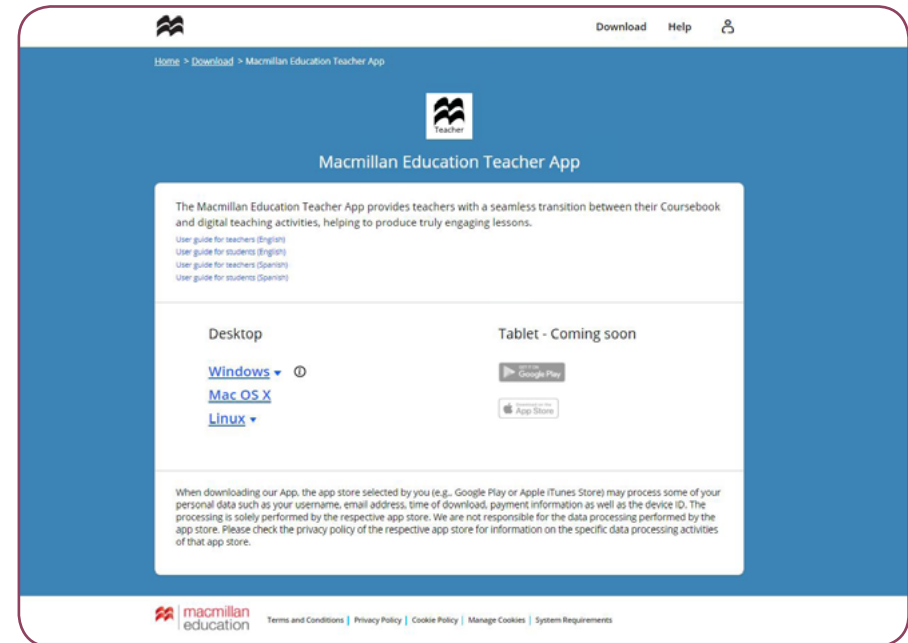 Download Help
Home > Download > Macmillan Education Teacher App
Teacher
Macmillan Education Teacher App
The Macmillan Education Teacher App provides teachers with a seamless transition between their Coursebook
and digital teaching activities, helping to produce truly engaging lessons.
User guide for teachers (English)
User guide for students (English)
User guide for teachers (Spanish)
User guide for students (Spanish)
Desktop
Windows
Mac OS X
Linux
Tablet - Coming soon
GET IT ON
Google Play
Download on the
App Store
When downloading our App, the app store selected by you (e.g., Google Play or Apple iTunes Store) may process some of your
personal data such as your username, email address, time of download, payment information as well as the device ID. The
processing is solely performed by the respective app store. We are not responsible for the data processing performed by the
app store. Please check the privacy policy of the respective app store for information on the specific data processing activities
of that app store.
macmillan
education
Terms and Conditions | Privacy Policy | Cookie Policy | Manage Cookies | System Requirements